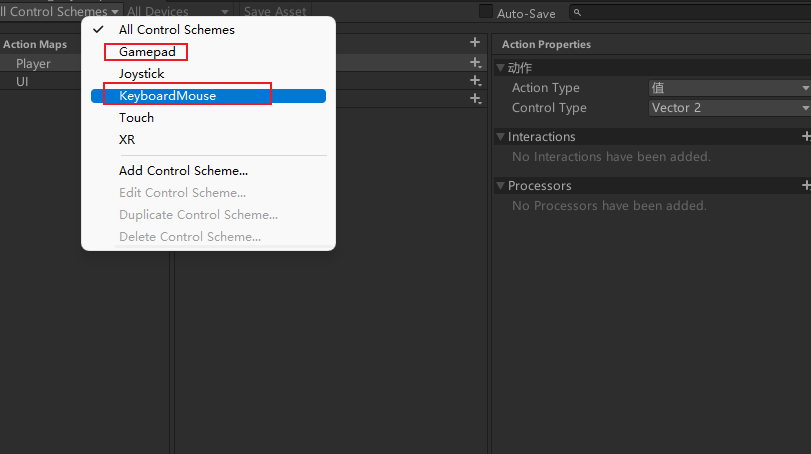 ll Control Schemes
All Devices
Save Asset
Auto-Save
Action Maps
Player
UI
All Control Schemes
Gamepad
Joystick
KeyboardMouse
Touch
XR
Add Control Scheme...
Edit Control Scheme...
Duplicate Control Scheme...
Delete Control Scheme...
Action Properties
动作
Action Type
值
Control Type
Vector 2
Interactions
No Interactions have been added.
Processors
No Processors have been added.